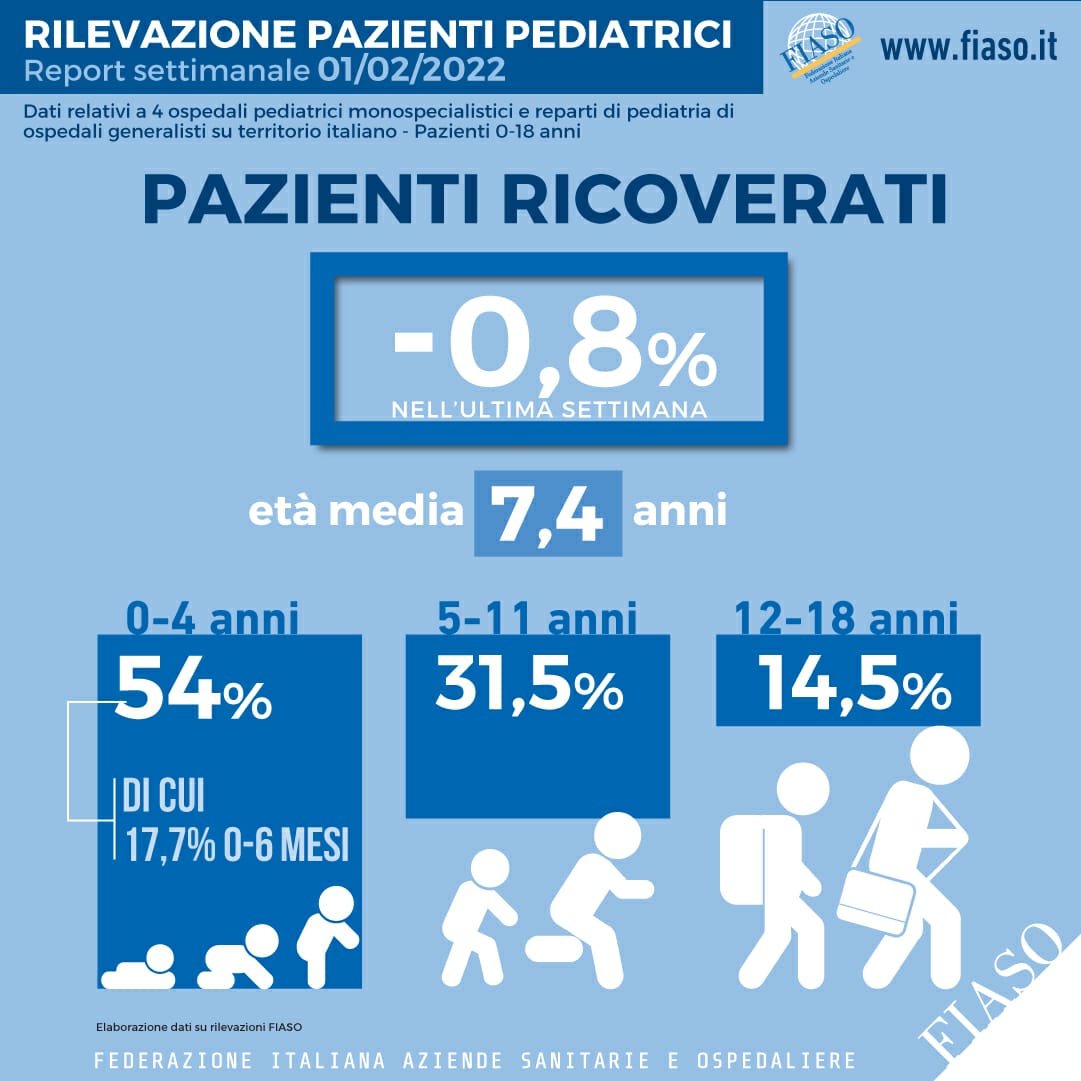 RILEVAZIONE PAZIENTI PEDIATRICI
Report settimanale 01/02/2022
FIASO
Federazione Italiana
Aziende Sanitarie e
Ospedaliere
www.fiaso.it
Dati relativi a 4 ospedali pediatrici monospecialistici e reparti di pediatria di
ospedali generalisti su territorio italiano - Pazienti 0-18 anni
PAZIENTI RICOVERATI
-0,8%
NELL'ULTIMA SETTIMANA
età media 7,4 anni
0-4 anni
54%
DI CUI
17,7% 0-6 MESI
5-11 anni
31,5%
12-18 anni
14,5%
Elaborazione dati su rilevazioni FIASO
FEDERAZIONE ITALIANA AZIENDE SANITARIE E OSPEDALIERE
FIASO